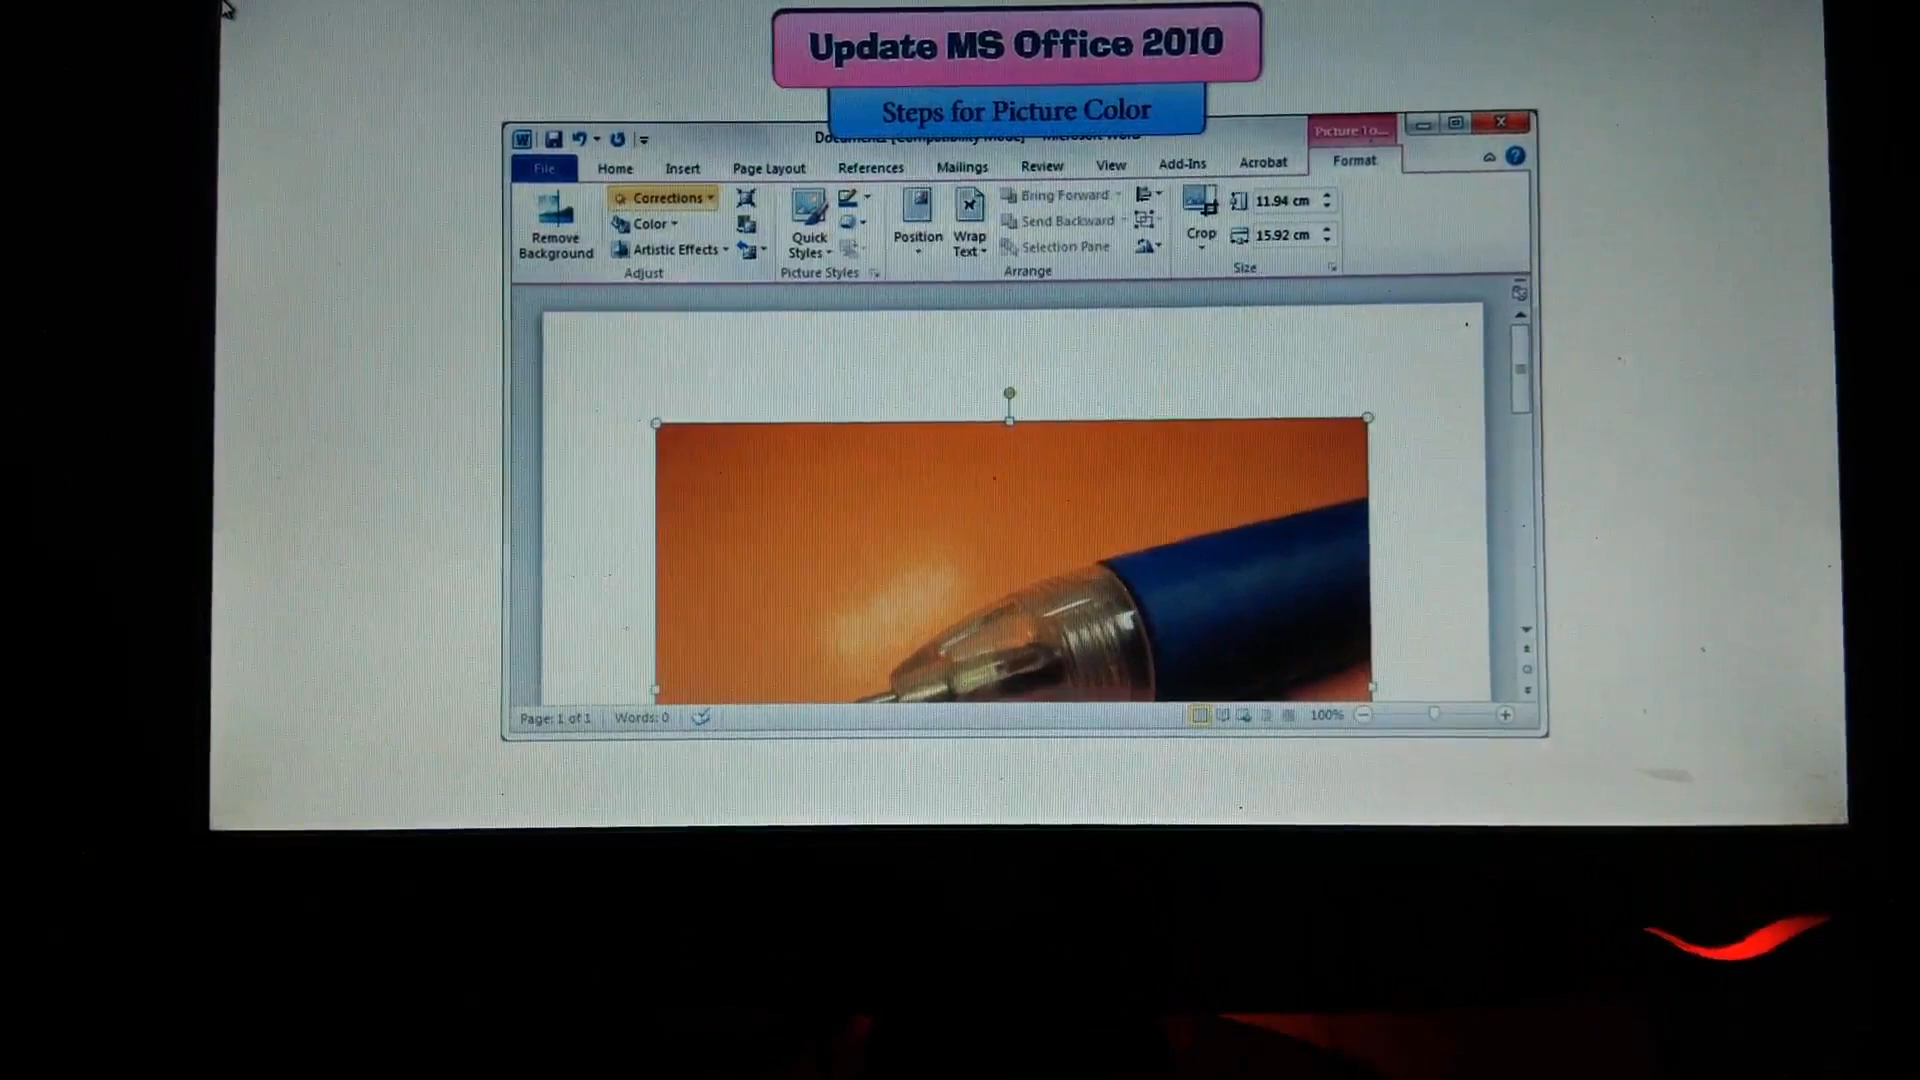 Update MS Office 2010
Steps for Picture Color
Picture To...
File Home Insert Page Layout References Mailings Review View Add-Ins Acrobat Format
Remove Background
Corrections
Color
Artistic Effects
Adjust
Quick Styles
Picture Styles
Position
Wrap Text
Bring Forward
Send Backward
Selection Pane
Arrange
Crop
11.94 cm
15.92 cm
Size
Page: 1 of 1 Words: 0 100%